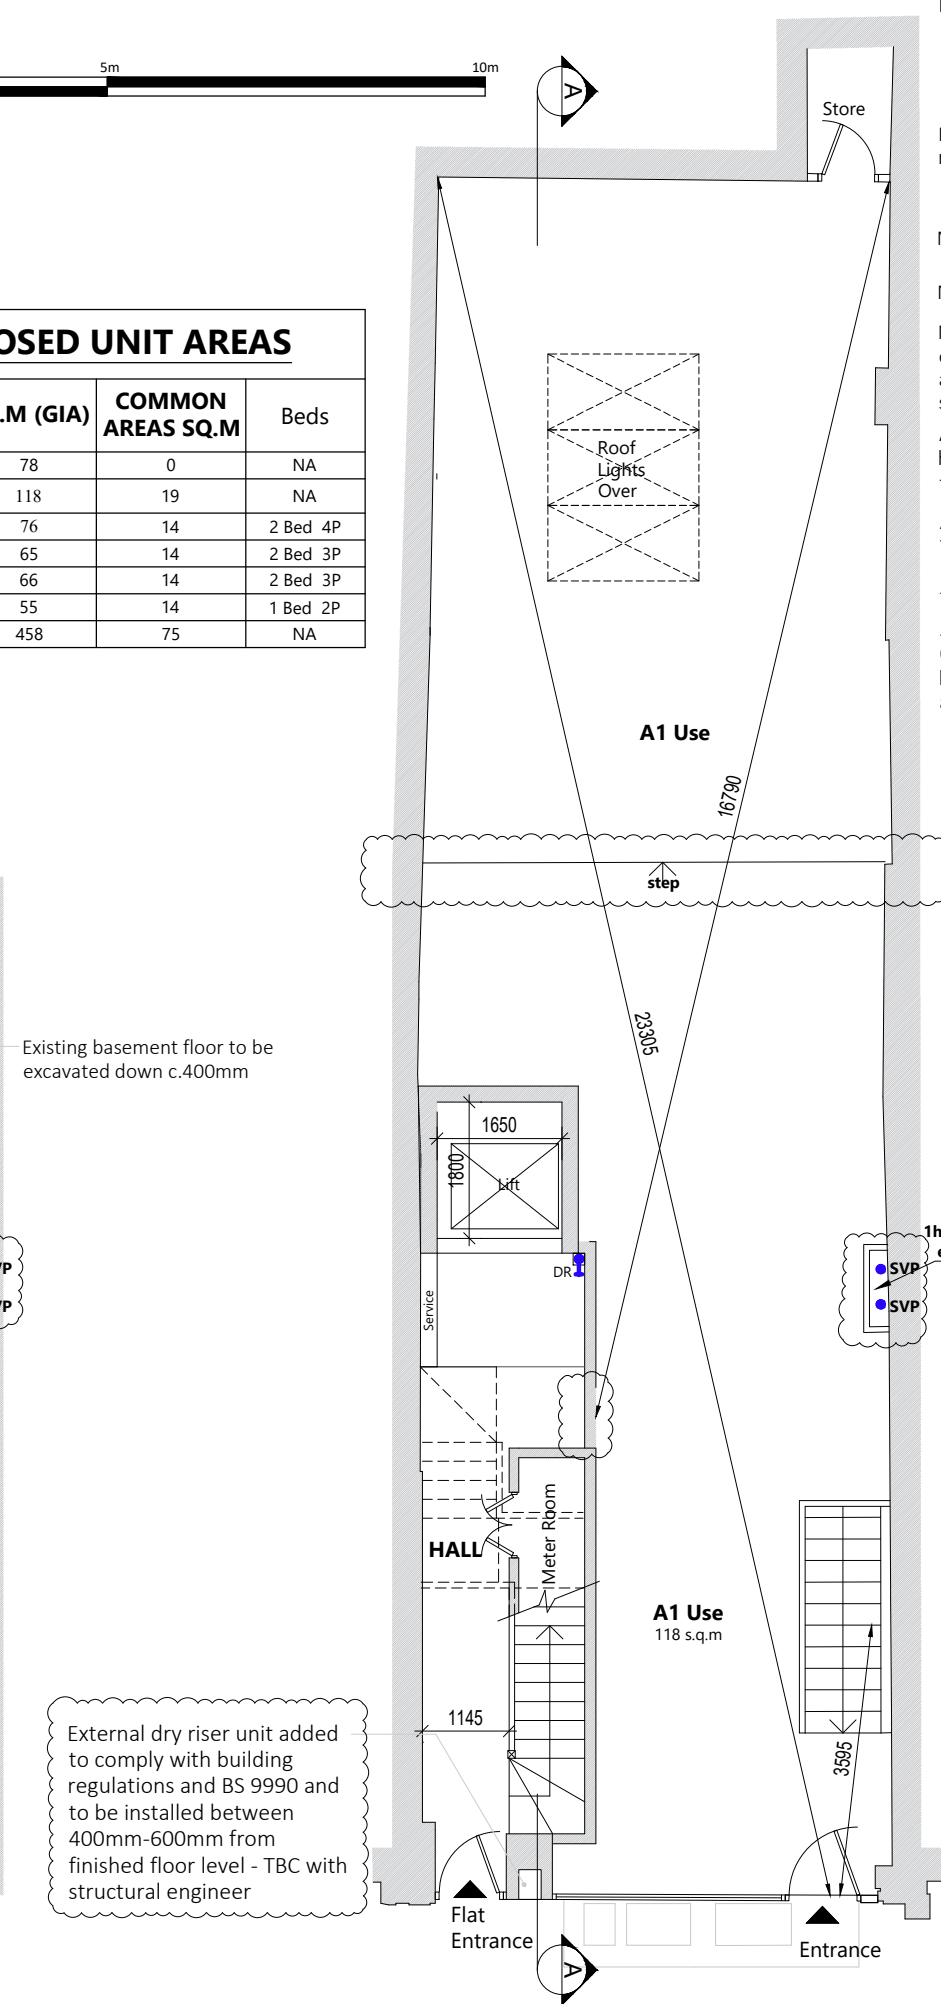 5m
10m
A
Store
OSED UNIT AREAS
.M (GIA)
COMMON
AREAS SQ.M
Beds
78 0 NA
118 19 NA
76 14 2 Bed 4P
65 14 2 Bed 3P
66 14 2 Bed 3P
55 14 1 Bed 2P
458 75 NA
Roof
Lights
Over
A1 Use
16790
step
23305
Existing basement floor to be
excavated down c.400mm
1650
1800
Lift
DR
Service
1h
SVP
SVP
VP
VP
HALL
Meter Room
A1 Use
118 s.q.m
1145
3595
External dry riser unit added
to comply with building
regulations and BS 9990 and
to be installed between
400mm-600mm from
finished floor level - TBC with
structural engineer
Flat
Entrance
Entrance
A